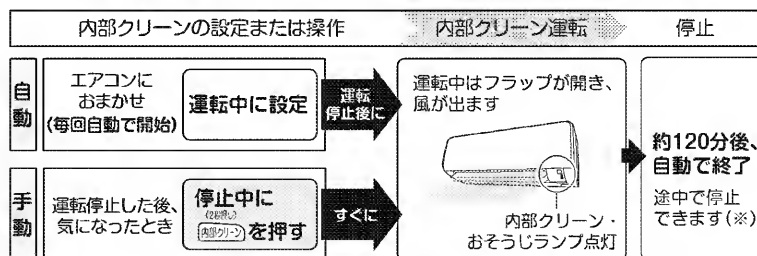 内部クリーンの設定または操作
内部クリーン運転
停止
自動
エアコンに
おまかせ
(毎回自動で開始)
運転中に設定
運転
停止後に
手動
運転停止した後、
気になったとき
停止中に
(2秒押し)
内部クリーン を押す
すぐに
運転中はフラップが開き、
風が出ます
内部クリーン・
おそうじランプ点灯
約120分後、
自動で終了
途中で停止
できます(※)